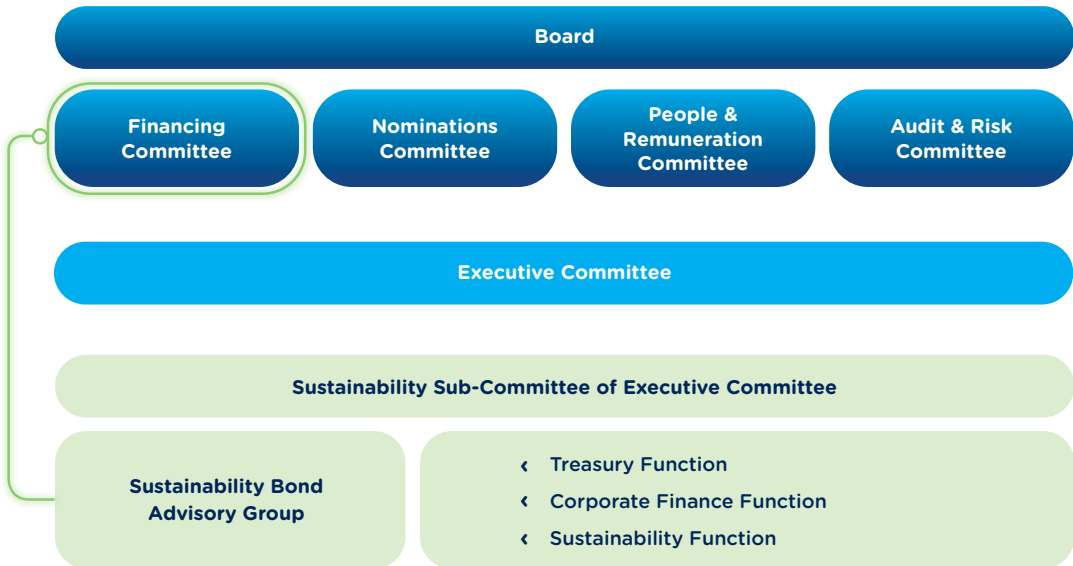 Board
Financing
Committee
Nominations
Committee
People &
Remuneration
Committee
Audit & Risk
Committee
Executive Committee
Sustainability Sub-Committee of Executive Committee
Sustainability Bond
Advisory Group
‹ Treasury Function
‹ Corporate Finance Function
‹ Sustainability Function